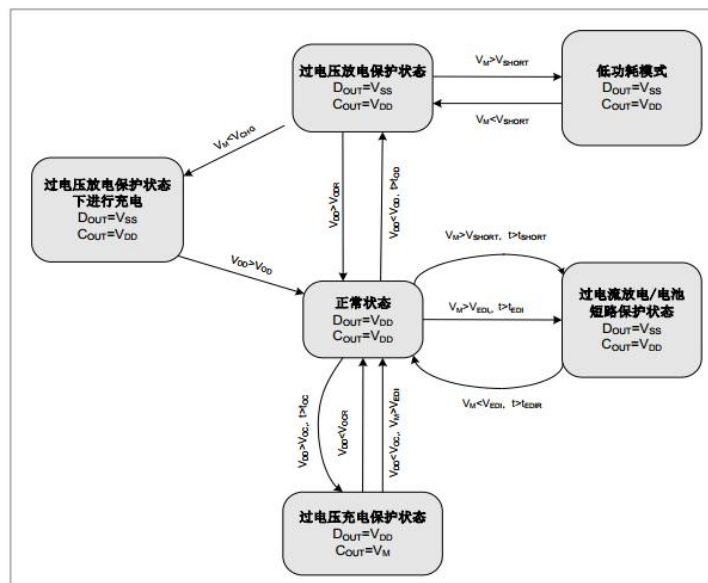 过电压放电保护状态
DOUT=VSS
COUT=VDD
VM>VSHORT
VM<VSHORT
低功耗模式
DOUT=VSS
COUT=VDD
VM<VCHG
过电压放电保护状态
下进行充电
DOUT=VSS
COUT=VDD
VDD>VODR
VDD<VOD, t>tOD
VDD>VOD
正常状态
DOUT=VDD
COUT=VDD
VM>VSHORT, t>tSHORT
VM>VEDI, t>tEDI
VM<VEDI, t>tEDIR
过电流放电/电池
短路保护状态
DOUT=VSS
COUT=VDD
VDD>VOC, t>tOC
VDD<VOCR
VDD<VOC, VM>VEDI
过电压充电保护状态
DOUT=VDD
COUT=VM